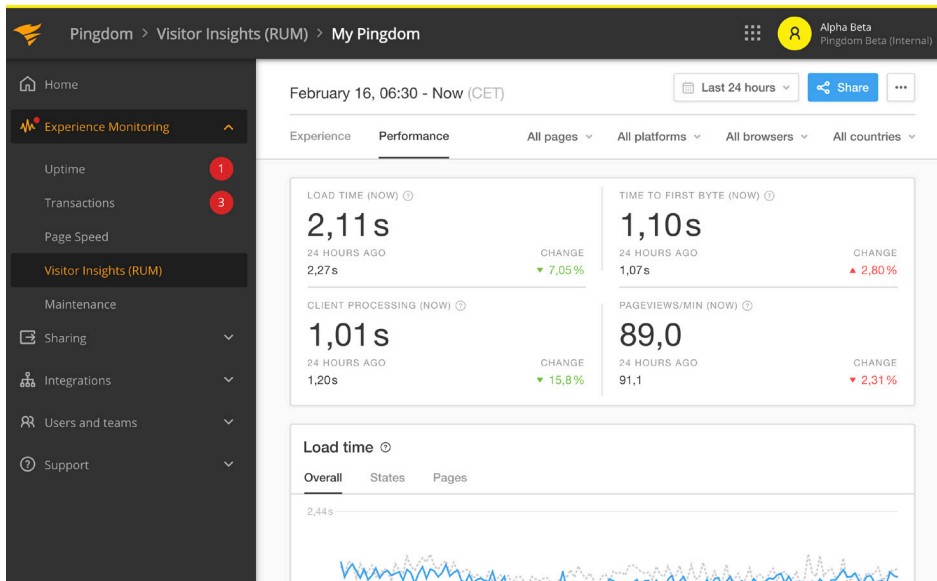 Pingdom > Visitor Insights (RUM) > My Pingdom
Alpha Beta
Pingdom Beta (Internal)
Home
Experience Monitoring
Uptime 1
Transactions 3
Page Speed
Visitor Insights (RUM)
Maintenance
Sharing
Integrations
Users and teams
Support
February 16, 06:30 - Now (CET)
Last 24 hours
Share
Experience Performance All pages All platforms All browsers All countries
LOAD TIME (NOW)
2,11s
24 HOURS AGO CHANGE
2,27s ▼ 7,05%
TIME TO FIRST BYTE (NOW)
1,10s
24 HOURS AGO CHANGE
1,07s ▲ 2,80%
CLIENT PROCESSING (NOW)
1,01s
24 HOURS AGO CHANGE
1,20s ▼ 15,8%
PAGEVIEWS/MIN (NOW)
89,0
24 HOURS AGO CHANGE
91,1 ▼ 2,31%
Load time
Overall States Pages
2,44s